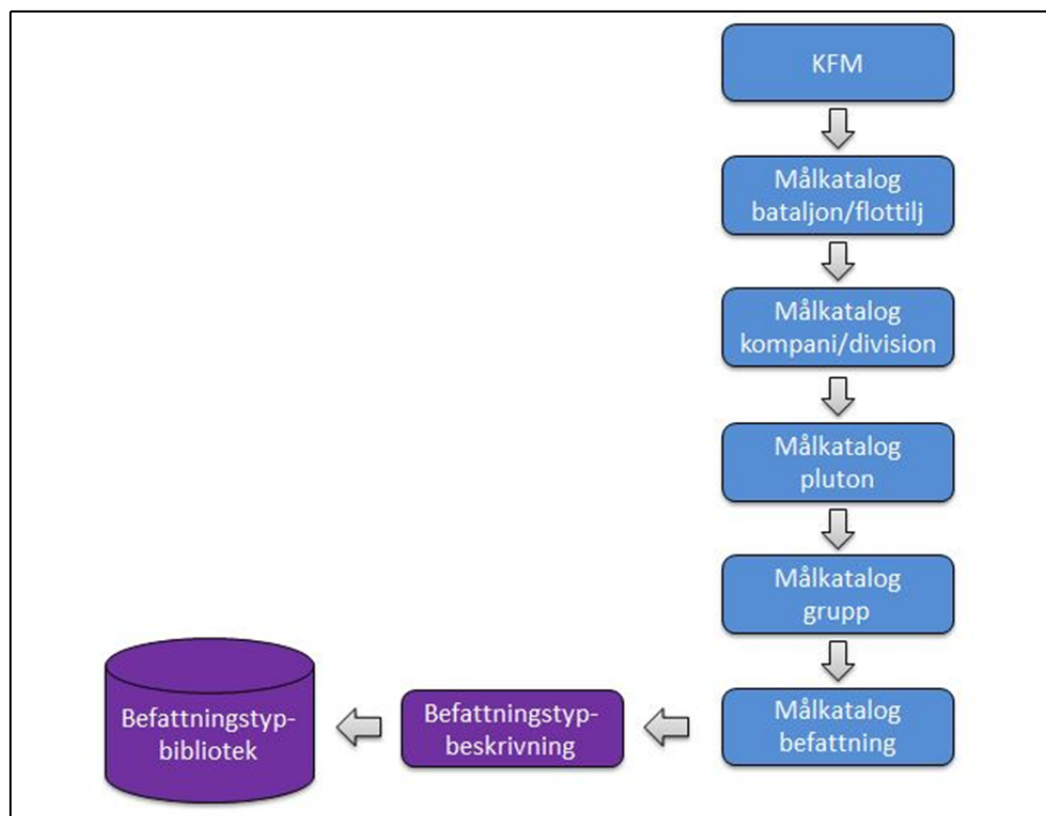 KFM
Målkatalog
bataljon/flottilj
Målkatalog
kompani/division
Målkatalog
pluton
Målkatalog
grupp
Målkatalog
befattning
Befattningstyp-
beskrivning
Befattningstyp-
bibliotek